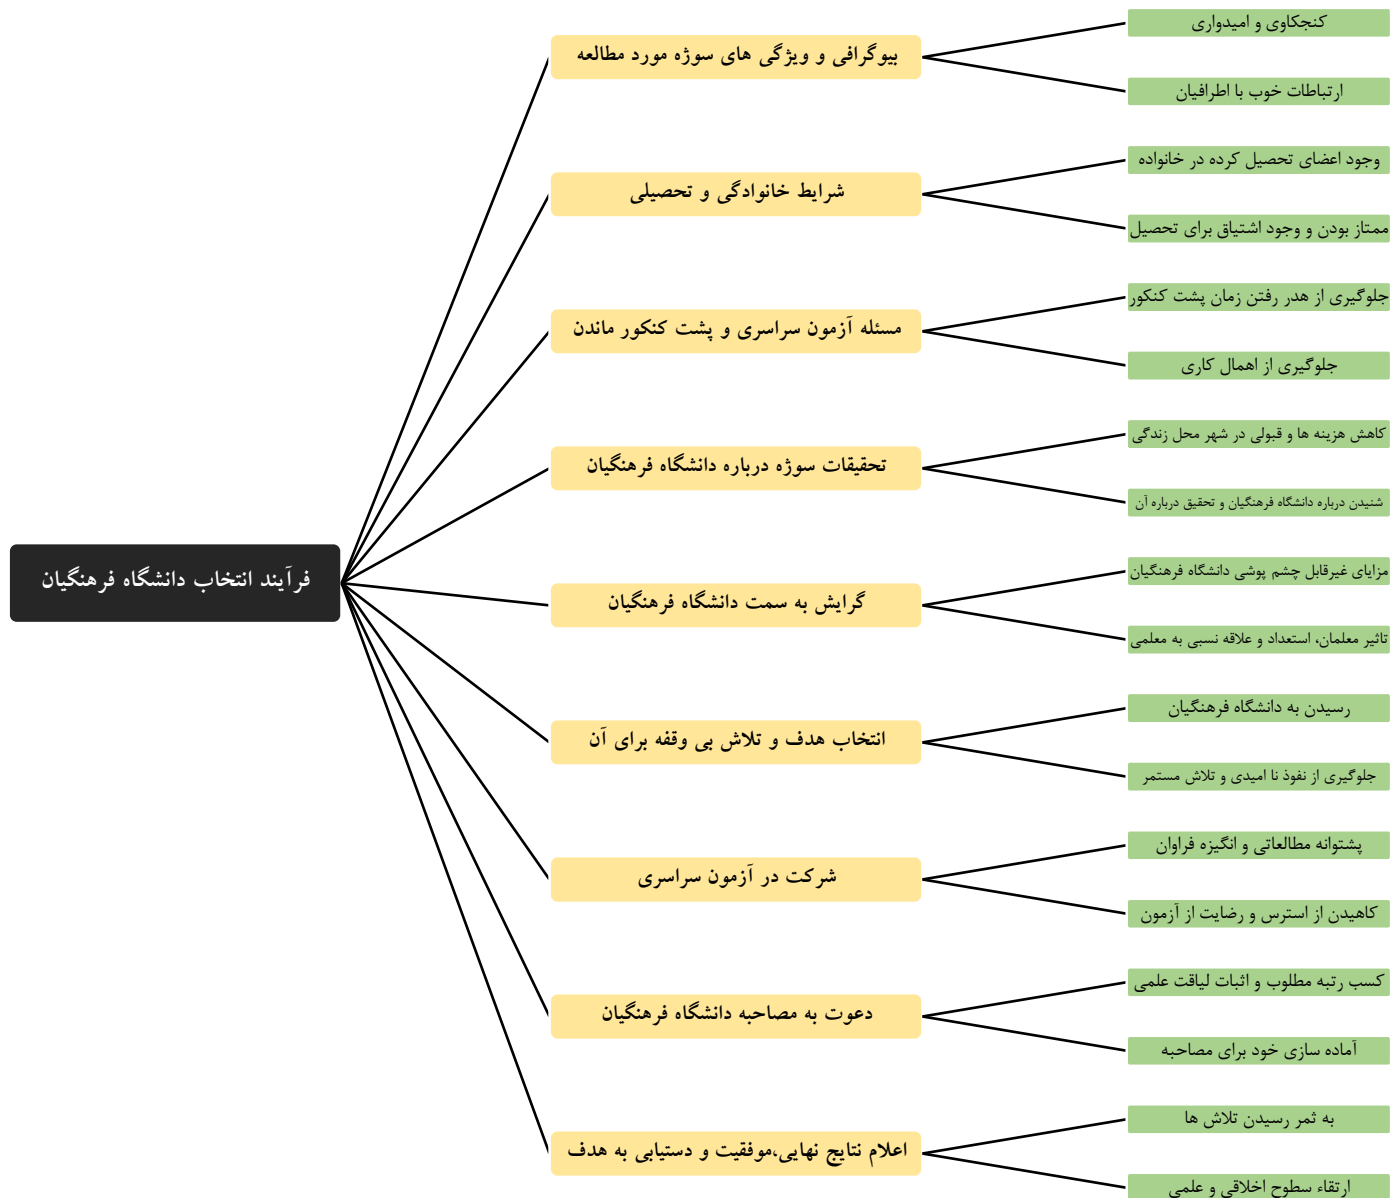 فرآیند انتخاب دانشگاه فرهنگیان
بیوگرافی و ویژگی های سوژه مورد مطالعه
کنجکاوی و امیدواری
ارتباطات خوب با اطرافیان
شرایط خانوادگی و تحصیلی
وجود اعضای تحصیل کرده در خانواده
ممتاز بودن و وجود اشتیاق برای تحصیل
مسئله آزمون سراسری و پشت کنکور ماندن
جلوگیری از هدر رفتن زمان پشت کنکور
جلوگیری از اهمال کاری
تحقیقات سوژه درباره دانشگاه فرهنگیان
کاهش هزینه ها و قبولی در شهر محل زندگی
شنیدن درباره دانشگاه فرهنگیان و تحقیق درباره آن
گرایش به سمت دانشگاه فرهنگیان
مزایای غیرقابل چشم پوشی دانشگاه فرهنگیان
تاثیر معلمان، استعداد و علاقه نسبی به معلمی
انتخاب هدف و تلاش بی وقفه برای آن
رسیدن به دانشگاه فرهنگیان
جلوگیری از نفوذ نا امیدی و تلاش مستمر
شرکت در آزمون سراسری
پشتوانه مطالعاتی و انگیزه فراوان
کاهیدن از استرس و رضایت از آزمون
دعوت به مصاحبه دانشگاه فرهنگیان
کسب رتبه مطلوب و اثبات لیاقت علمی
آماده سازی خود برای مصاحبه
اعلام نتایج نهایی،موفقیت و دستیابی به هدف
به ثمر رسیدن تلاش ها
ارتقاء سطوح اخلاقی و علمی